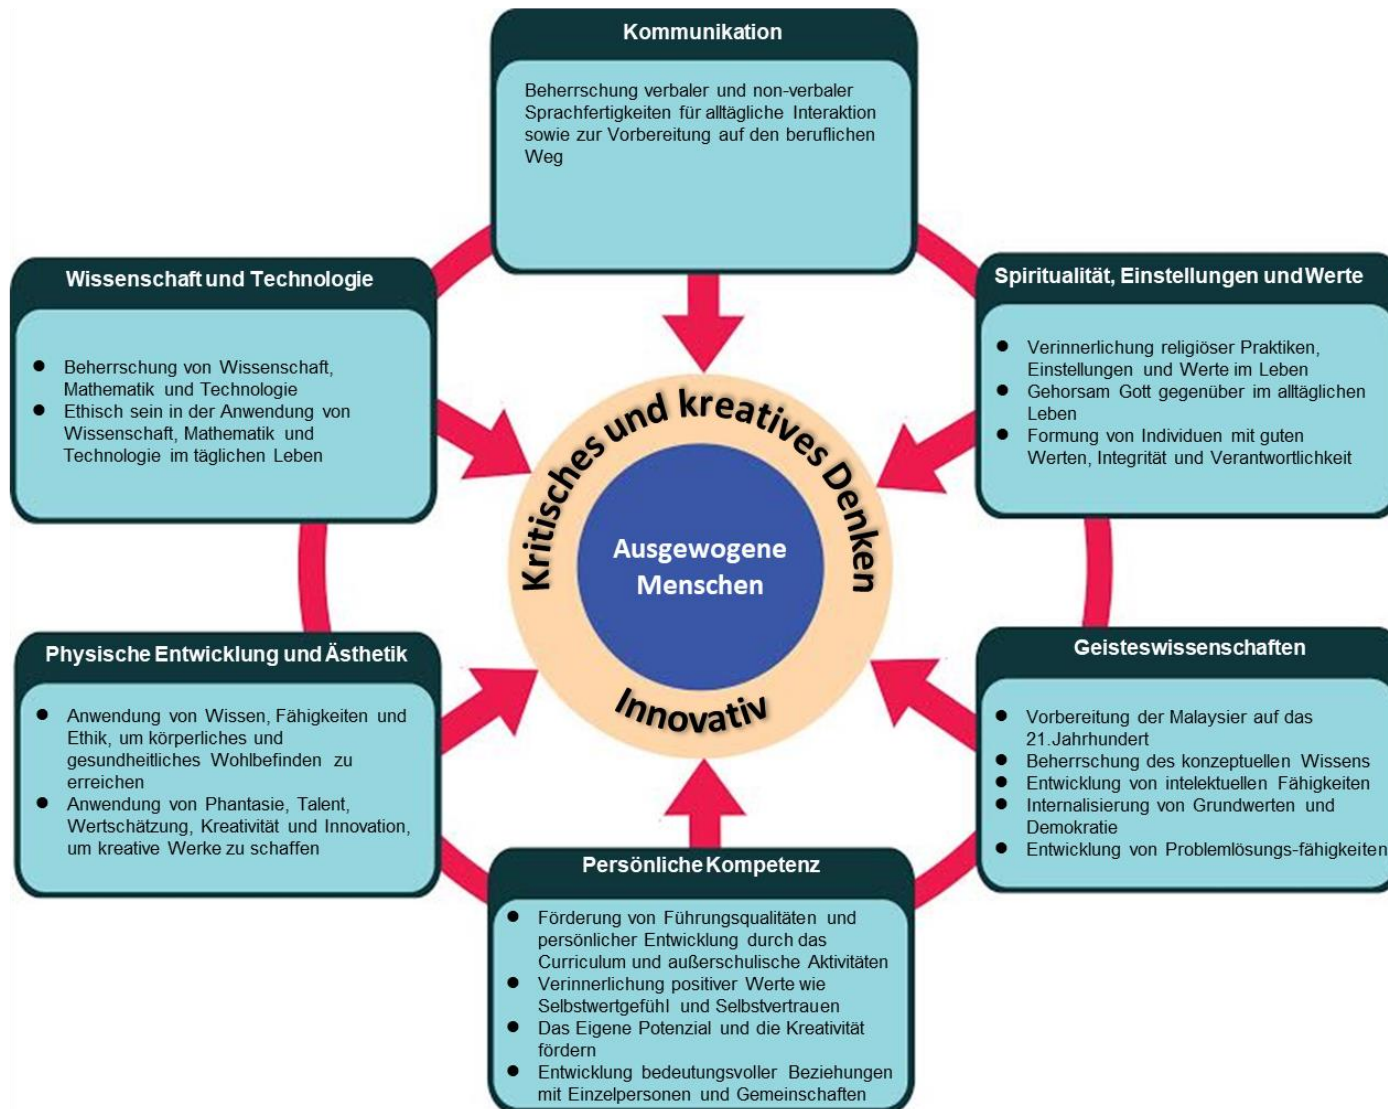 Kommunikation
Beherrschung verbaler und non-verbaler
Sprachfertigkeiten für alltägliche Interaktion
sowie zur Vorbereitung auf den beruflichen
Weg
Wissenschaft und Technologie
● Beherrschung von Wissenschaft,
Mathematik und Technologie
● Ethisch sein in der Anwendung von
Wissenschaft, Mathematik und
Technologie im täglichen Leben
Spiritualität, Einstellungen und Werte
● Verinnerlichung religiöser Praktiken,
Einstellungen und Werte im Leben
● Gehorsam Gott gegenüber im alltäglichen
Leben
● Formung von Individuen mit guten
Werten, Integrität und Verantwortlichkeit
Kritisches und kreatives Denken
Ausgewogene
Menschen
Innovativ
Physische Entwicklung und Ästhetik
● Anwendung von Wissen, Fähigkeiten und
Ethik, um körperliches und
gesundheitliches Wohlbefinden zu
erreichen
● Anwendung von Phantasie, Talent,
Wertschätzung, Kreativität und Innovation,
um kreative Werke zu schaffen
Geisteswissenschaften
● Vorbereitung der Malaysier auf das
21.Jahrhundert
● Beherrschung des konzeptuellen Wissens
● Entwicklung von intelektuellen Fähigkeiten
● Internalisierung von Grundwerten und
Demokratie
● Entwicklung von Problemlösungs-fähigkeiten
Persönliche Kompetenz
● Förderung von Führungsqualitäten und
persönlicher Entwicklung durch das
Curriculum und außerschulische Aktivitäten
● Verinnerlichung positiver Werte wie
Selbstwertgefühl und Selbstvertrauen
● Das Eigene Potenzial und die Kreativität
fördern
● Entwicklung bedeutungsvoller Beziehungen
mit Einzelpersonen und Gemeinschaften